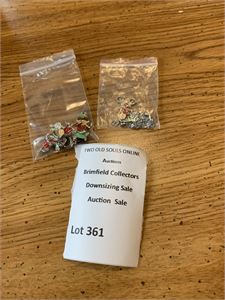 TWO OLD SOULS ONLINE
Auctions
Brimfield Collectors
Downsizing Sale
Auction Sale
Lot 361